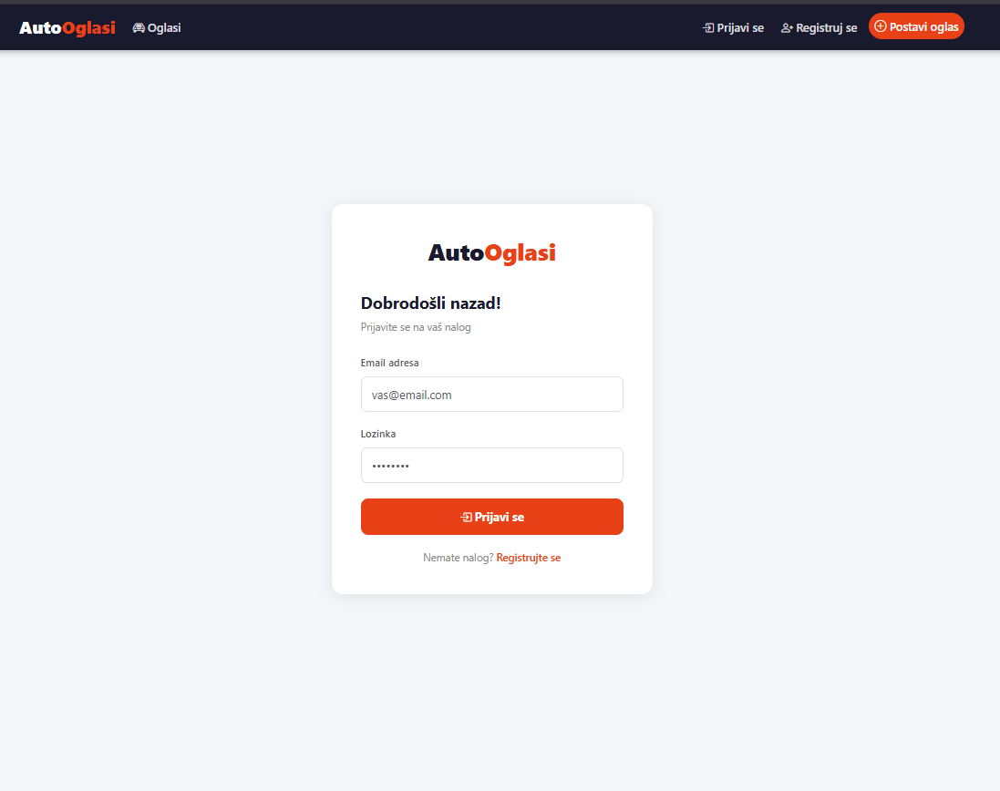 AutoOglasi Oglasi Prijavi se Registruj se Postavi oglas
AutoOglasi
Dobrodošli nazad!
Prijavite se na vaš nalog
Email adresa
vas@email.com
Lozinka
••••••••
Prijavi se
Nemate nalog? Registrujte se